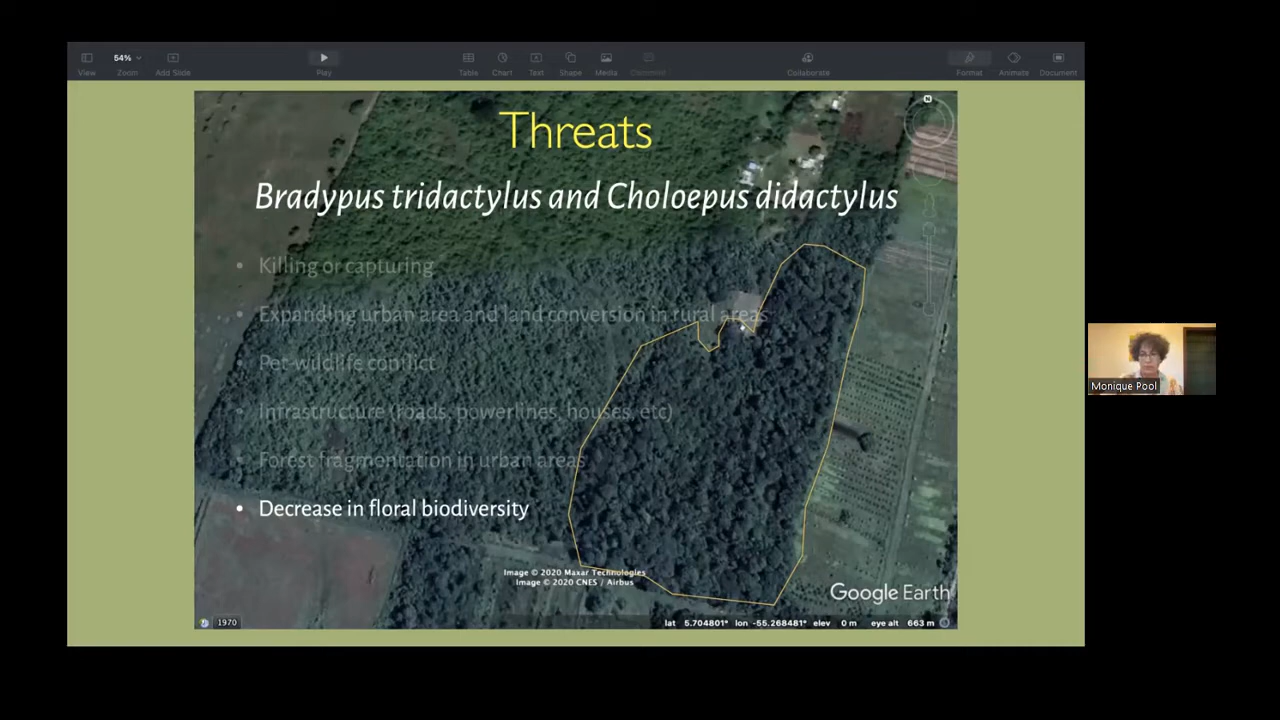 54%
View Zoom Add Slide Play Table Chart Text Shape Media Comment Collaborate Format Animate Document
N
Threats
Bradypus tridactylus and Choloepus didactylus
• Killing or capturing
• Expanding urban area and land conversion in rural areas
• Pet-wildlife conflict
• Infrastructure (roads, powerlines, houses, etc)
• Forest fragmentation in urban areas
• Decrease in floral biodiversity
Image © 2020 Maxar Technologies
Image © 2020 CNES / Airbus
Google Earth
1970
lat 5.704801° lon -55.268481° elev 0 m eye alt 663 m
Monique Pool